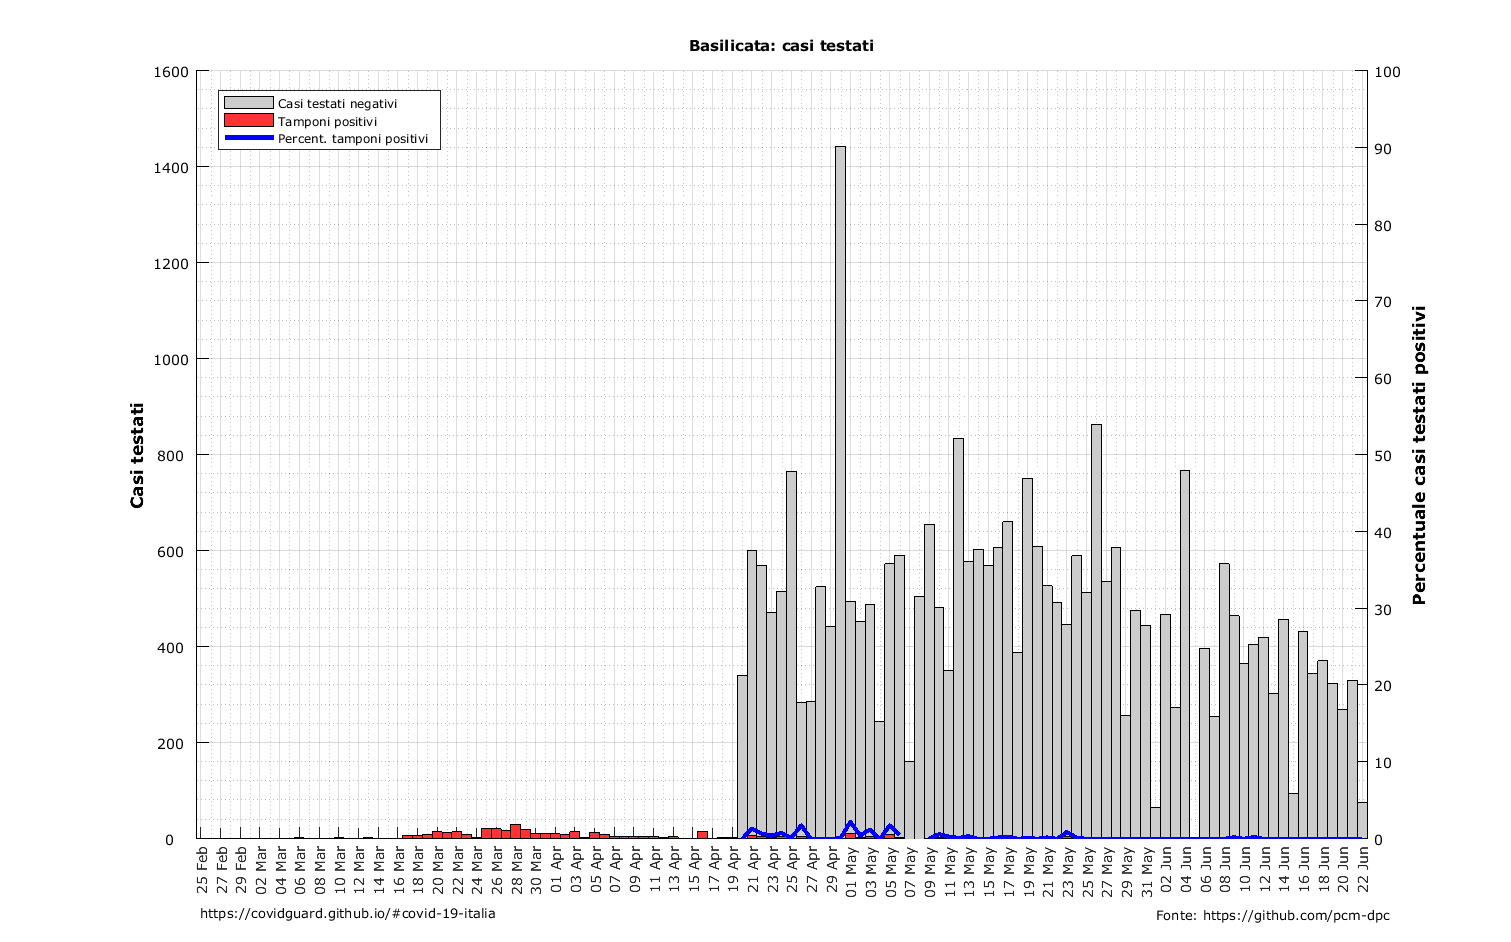 Basilicata: casi testati
Casi testati negativi
Tamponi positivi
Percent. tamponi positivi
Casi testati
1600
1400
1200
1000
800
600
400
200
0
Percentuale casi testati positivi
100
90
80
70
60
50
40
30
20
10
0
25 Feb
27 Feb
29 Feb
02 Mar
04 Mar
06 Mar
08 Mar
10 Mar
12 Mar
14 Mar
16 Mar
18 Mar
20 Mar
22 Mar
24 Mar
26 Mar
28 Mar
30 Mar
01 Apr
03 Apr
05 Apr
07 Apr
09 Apr
11 Apr
13 Apr
15 Apr
17 Apr
19 Apr
21 Apr
23 Apr
25 Apr
27 Apr
29 Apr
01 May
03 May
05 May
07 May
09 May
11 May
13 May
15 May
17 May
19 May
21 May
23 May
25 May
27 May
29 May
31 May
02 Jun
04 Jun
06 Jun
08 Jun
10 Jun
12 Jun
14 Jun
16 Jun
18 Jun
20 Jun
22 Jun
https://covidguard.github.io/#covid-19-italia
Fonte: https://github.com/pcm-dpc